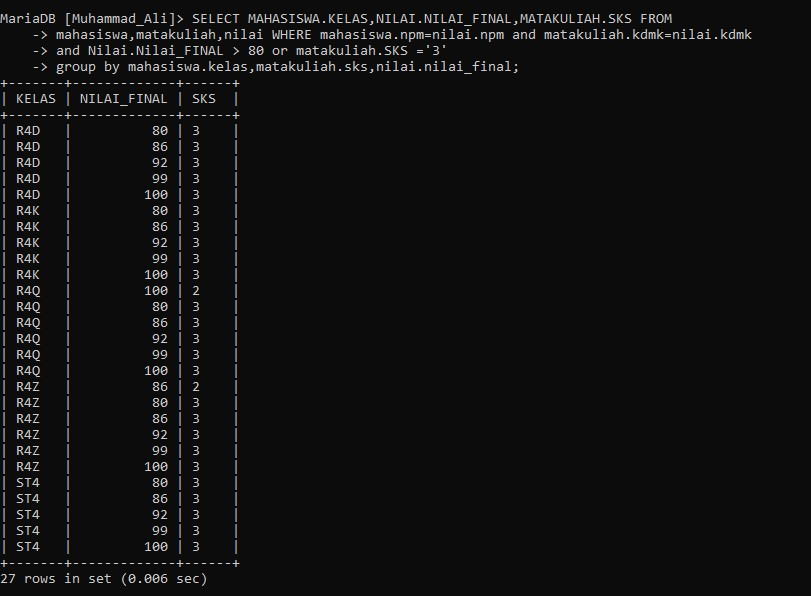 MariaDB [Muhammad_Ali]> SELECT MAHASISWA.KELAS,NILAI.NILAI_FINAL,MATAKULIAH.SKS FROM
    -> mahasiswa,matakuliah,nilai WHERE mahasiswa.npm=nilai.npm and matakuliah.kdmk=nilai.kdmk
    -> and Nilai.Nilai_FINAL > 80 or matakuliah.SKS ='3'
    -> group by mahasiswa.kelas,matakuliah.sks,nilai.nilai_final;
+-------+-------------+------+
| KELAS | NILAI_FINAL | SKS  |
+-------+-------------+------+
| R4D   |          80 | 3    |
| R4D   |          86 | 3    |
| R4D   |          92 | 3    |
| R4D   |          99 | 3    |
| R4D   |         100 | 3    |
| R4K   |          80 | 3    |
| R4K   |          86 | 3    |
| R4K   |          92 | 3    |
| R4K   |          99 | 3    |
| R4K   |         100 | 3    |
| R4Q   |         100 | 2    |
| R4Q   |          80 | 3    |
| R4Q   |          86 | 3    |
| R4Q   |          92 | 3    |
| R4Q   |          99 | 3    |
| R4Q   |         100 | 3    |
| R4Z   |          86 | 2    |
| R4Z   |          80 | 3    |
| R4Z   |          86 | 3    |
| R4Z   |          92 | 3    |
| R4Z   |          99 | 3    |
| R4Z   |         100 | 3    |
| ST4   |          80 | 3    |
| ST4   |          86 | 3    |
| ST4   |          92 | 3    |
| ST4   |          99 | 3    |
| ST4   |         100 | 3    |
+-------+-------------+------+
27 rows in set (0.006 sec)